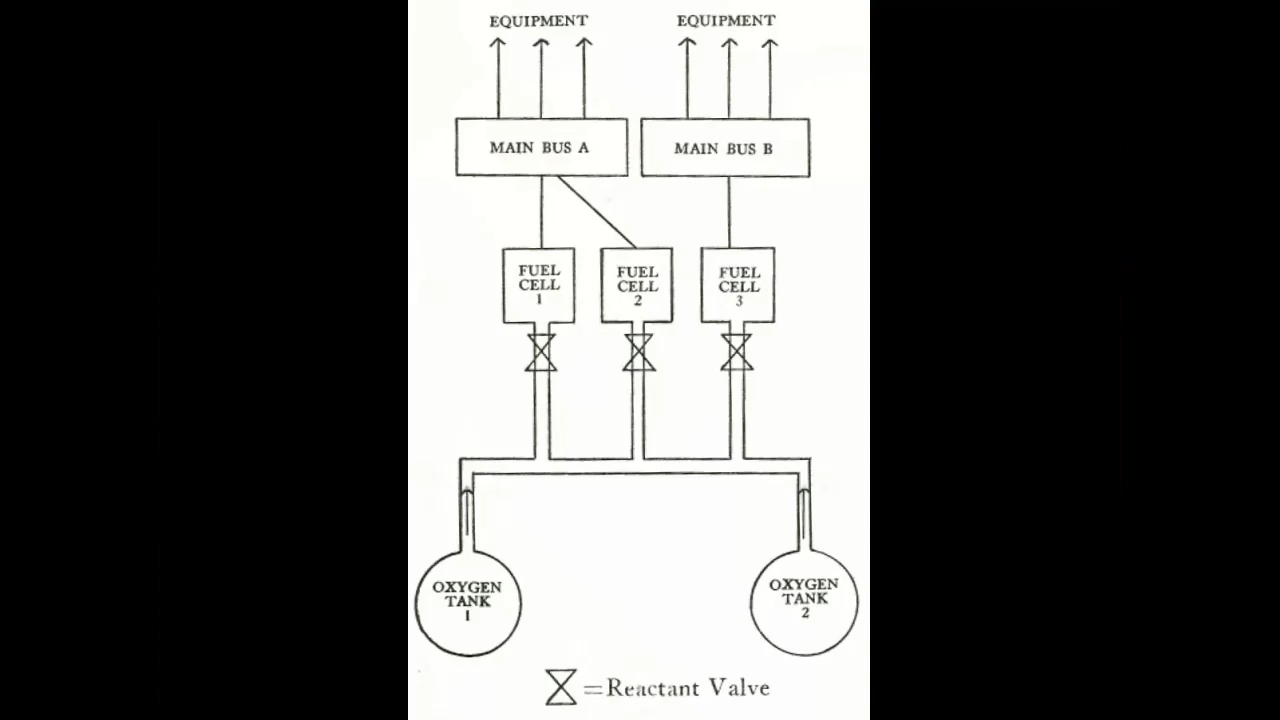 EQUIPMENT
EQUIPMENT
MAIN BUS A
MAIN BUS B
FUEL
CELL
1
FUEL
CELL
2
FUEL
CELL
3
OXYGEN
TANK
1
OXYGEN
TANK
2
=Reactant Valve